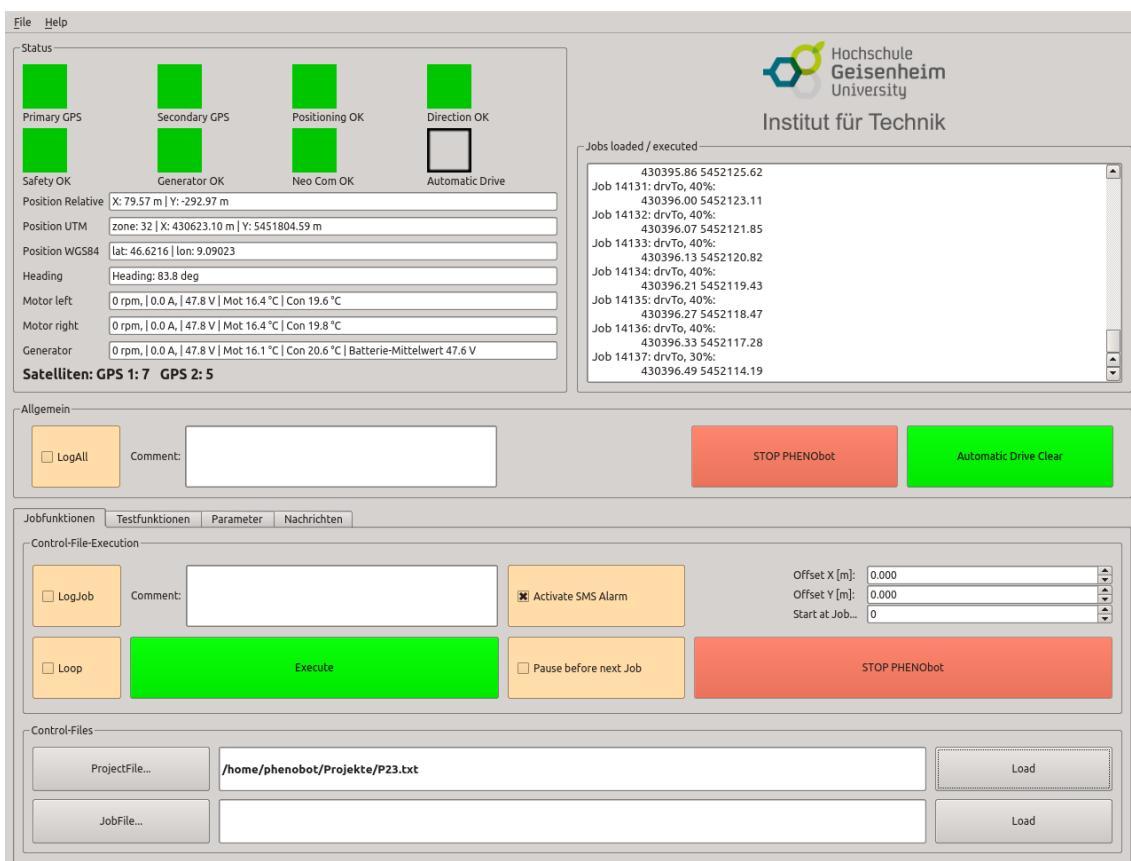 File Help
Status
Primary GPS Secondary GPS Positioning OK Direction OK
Safety OK Generator OK Neo Com OK Automatic Drive
Position Relative X: 79.57 m | Y: -292.97 m
Position UTM zone: 32 | X: 430623.10 m | Y: 5451804.59 m
Position WGS84 lat: 46.6216 | lon: 9.09023
Heading Heading: 83.8 deg
Motor left 0 rpm, | 0.0 A, | 47.8 V | Mot 16.4 °C | Con 19.6 °C
Motor right 0 rpm, | 0.0 A, | 47.8 V | Mot 16.4 °C | Con 19.8 °C
Generator 0 rpm, | 0.0 A, | 47.8 V | Mot 16.1 °C | Con 20.6 °C | Batterie-Mittelwert 47.6 V
Satelliten: GPS 1: 7 GPS 2: 5
Hochschule
Geisenheim
University
Institut für Technik
Jobs loaded / executed
430395.86 5452125.62
Job 14131: drvTo, 40%:
430396.00 5452123.11
Job 14132: drvTo, 40%:
430396.07 5452121.85
Job 14133: drvTo, 40%:
430396.13 5452120.82
Job 14134: drvTo, 40%:
430396.21 5452119.43
Job 14135: drvTo, 40%:
430396.27 5452118.47
Job 14136: drvTo, 40%:
430396.33 5452117.28
Job 14137: drvTo, 30%:
430396.49 5452114.19
Allgemein
LogAll Comment: STOP PHENObot Automatic Drive Clear
Jobfunktionen Testfunktionen Parameter Nachrichten
Control-File-Execution
LogJob Comment: Activate SMS Alarm
Offset X [m]: 0.000
Offset Y [m]: 0.000
Start at Job... 0
Loop Execute Pause before next Job STOP PHENObot
Control-Files
ProjectFile... /home/phenobot/Projekte/P23.txt Load
JobFile... Load